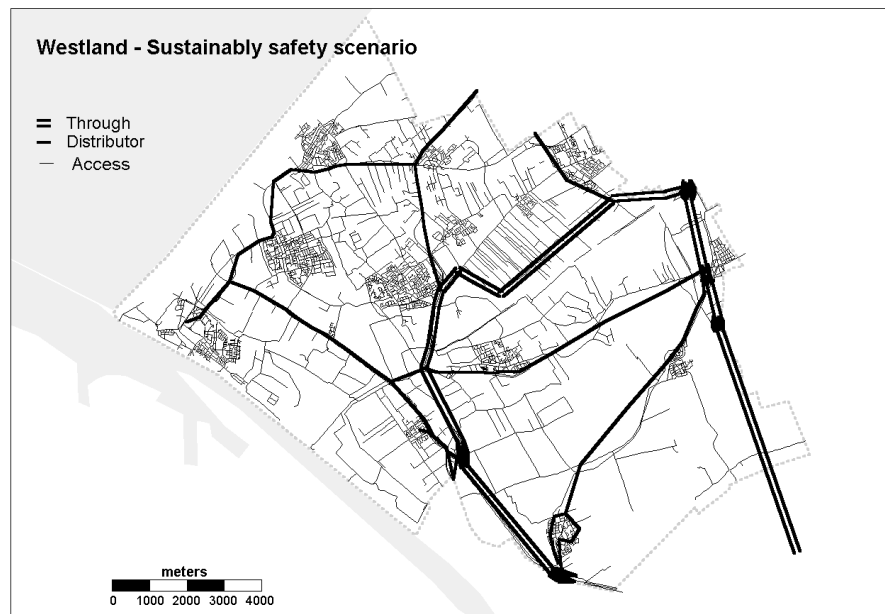 Westland - Sustainably safety scenario
Through
Distributor
Access
meters
0 1000 2000 3000 4000